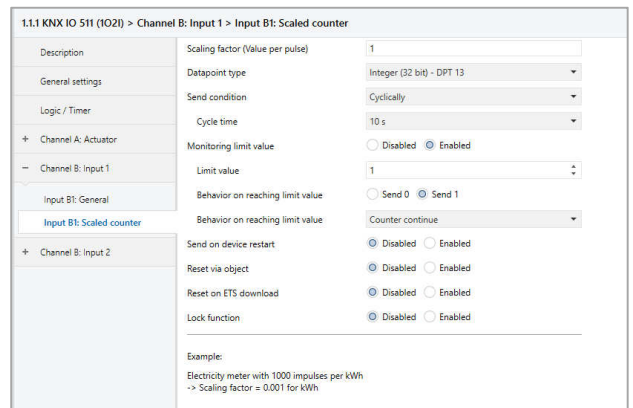 1.1.1 KNX IO 511 (1O2I) > Channel B: Input 1 > Input B1: Scaled counter
Description
General settings
Logic / Timer
+ Channel A: Actuator
− Channel B: Input 1
Input B1: General
Input B1: Scaled counter
+ Channel B: Input 2
Scaling factor (Value per pulse) 1
Datapoint type Integer (32 bit) - DPT 13
Send condition Cyclically
Cycle time 10 s
Monitoring limit value Disabled Enabled
Limit value 1
Behavior on reaching limit value Send 0 Send 1
Behavior on reaching limit value Counter continue
Send on device restart Disabled Enabled
Reset via object Disabled Enabled
Reset on ETS download Disabled Enabled
Lock function Disabled Enabled
Example:
Electricity meter with 1000 impulses per kWh
-> Scaling factor = 0.001 for kWh